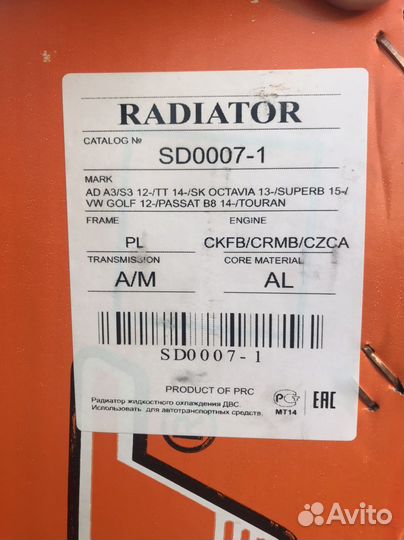 RADIATOR
CATALOG №
SD0007-1
MARK
AD A3/S3 12-/TT 14-/SK OCTAVIA 13-/SUPERB 15-/
VW GOLF 12-/PASSAT B8 14-/TOURAN
FRAME ENGINE
PL CKFB/CRMB/CZCA
TRANSMISSION CORE MATERIAL
A/M AL
SD0007-1
PRODUCT OF PRC
Радиатор жидкостного охлаждения ДВС.
Использовать для автотранспортных средств.
РСТ
МТ14
EAC
Avito